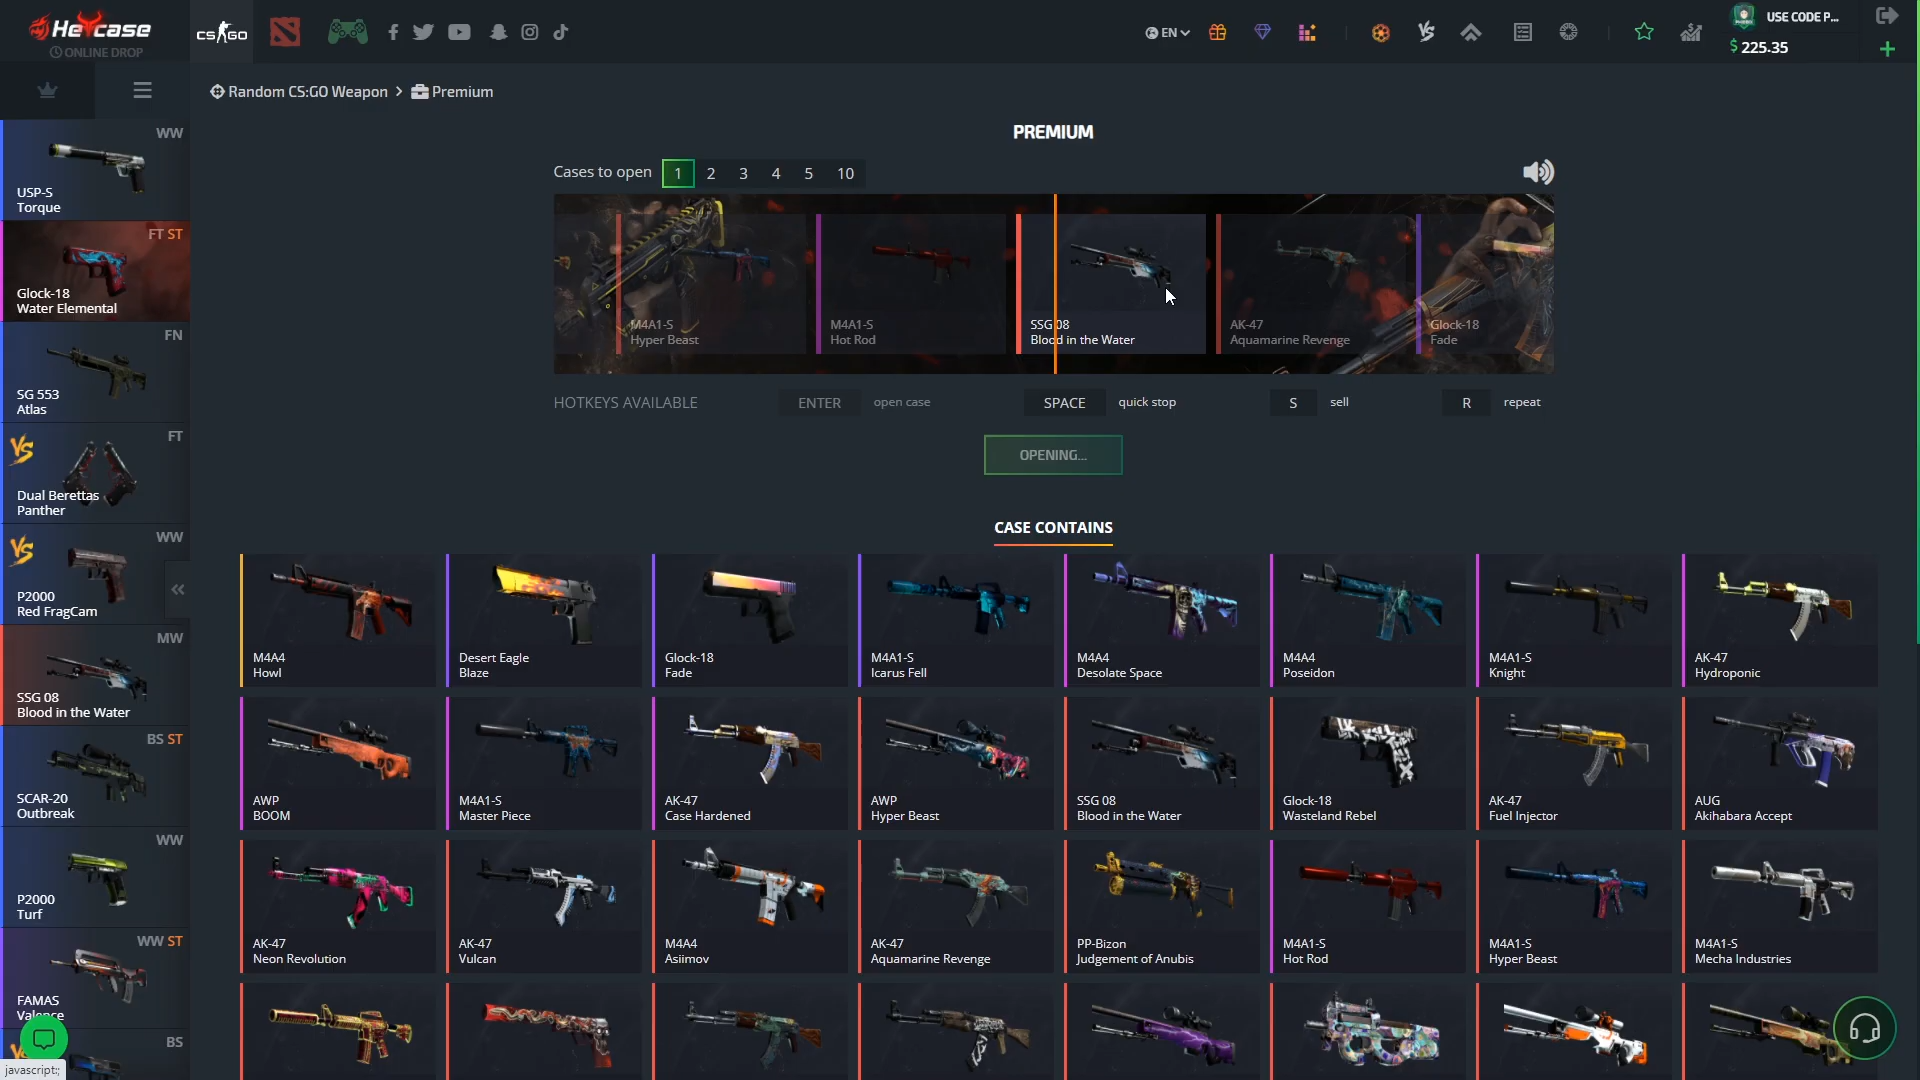 Hellcase
ONLINE DROP
CS:GO
EN
USE CODE P...
$ 225.35
Random CS:GO Weapon > Premium
PREMIUM
Cases to open 1 2 3 4 5 10
M4A1-S
Hyper Beast
M4A1-S
Hot Rod
SSG 08
Blood in the Water
AK-47
Aquamarine Revenge
Glock-18
Fade
HOTKEYS AVAILABLE ENTER open case SPACE quick stop S sell R repeat
OPENING...
CASE CONTAINS
M4A4
Howl
Desert Eagle
Blaze
Glock-18
Fade
M4A1-S
Icarus Fell
M4A4
Desolate Space
M4A4
Poseidon
M4A1-S
Knight
AK-47
Hydroponic
AWP
BOOM
M4A1-S
Master Piece
AK-47
Case Hardened
AWP
Hyper Beast
SSG 08
Blood in the Water
Glock-18
Wasteland Rebel
AK-47
Fuel Injector
AUG
Akihabara Accept
AK-47
Neon Revolution
AK-47
Vulcan
M4A4
Asiimov
AK-47
Aquamarine Revenge
PP-Bizon
Judgement of Anubis
M4A1-S
Hot Rod
M4A1-S
Hyper Beast
M4A1-S
Mecha Industries
WW
USP-S
Torque
FT ST
Glock-18
Water Elemental
FN
SG 553
Atlas
VS
FT
Dual Berettas
Panther
VS
WW
P2000
Red FragCam
MW
SSG 08
Blood in the Water
BS ST
SCAR-20
Outbreak
WW
P2000
Turf
WW ST
FAMAS
Valence
BS
javascript:;